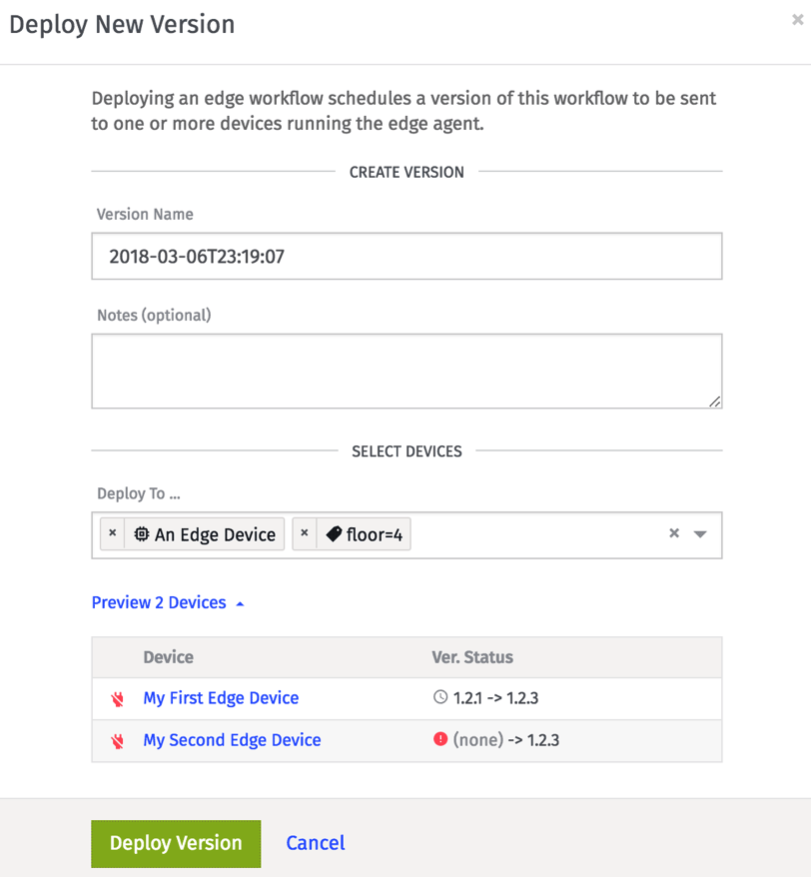 Deploy New Version
×
Deploying an edge workflow schedules a version of this workflow to be sent
to one or more devices running the edge agent.
CREATE VERSION
Version Name
2018-03-06T23:19:07
Notes (optional)
SELECT DEVICES
Deploy To ...
× An Edge Device × floor=4 ×
Preview 2 Devices
Device Ver. Status
My First Edge Device 1.2.1 -> 1.2.3
My Second Edge Device (none) -> 1.2.3
Deploy Version Cancel